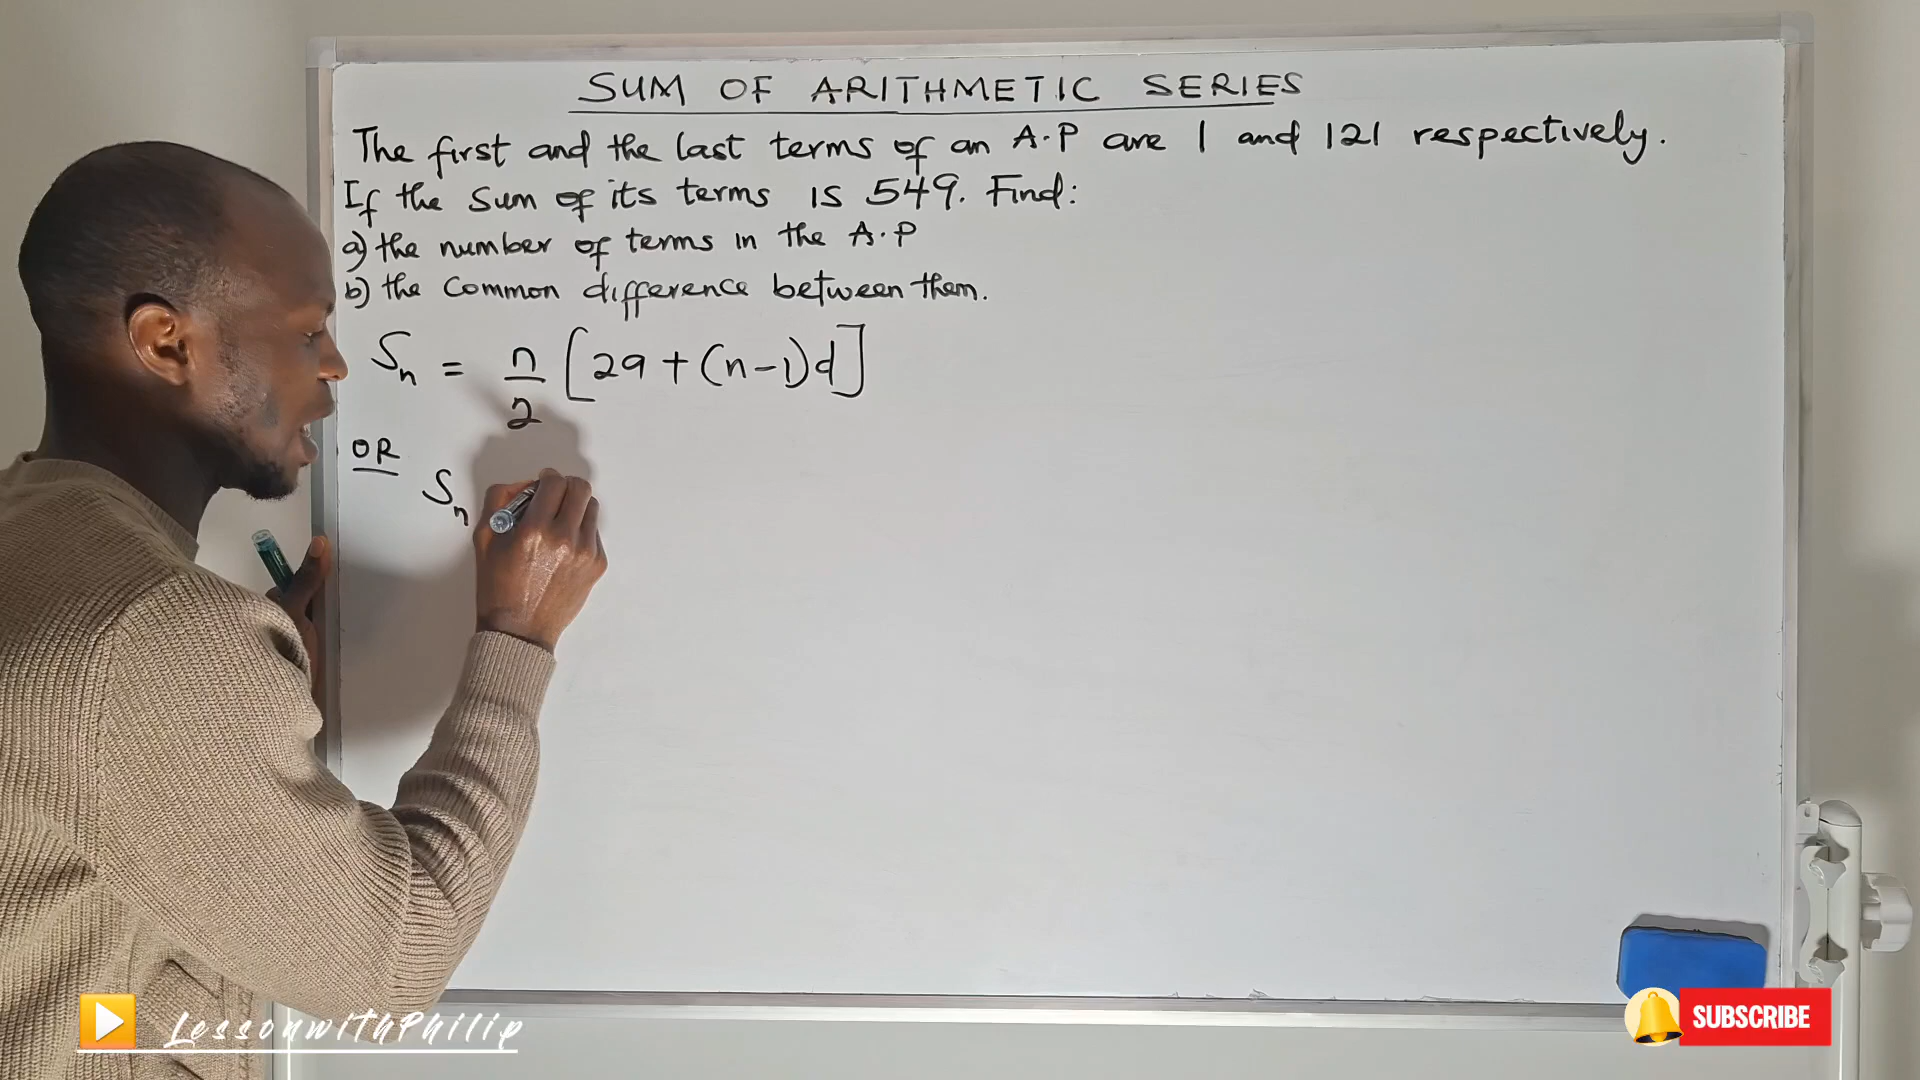 SUM OF ARITHMETIC SERIES
The first and the last terms of an A.P are 1 and 121 respectively.
If the sum of its terms is 549. Find:
a) the number of terms in the A.P
b) the common difference between them.
Sn = n/2 [2a + (n-1)d]
OR
Sn
LessonwithPhilip
SUBSCRIBE